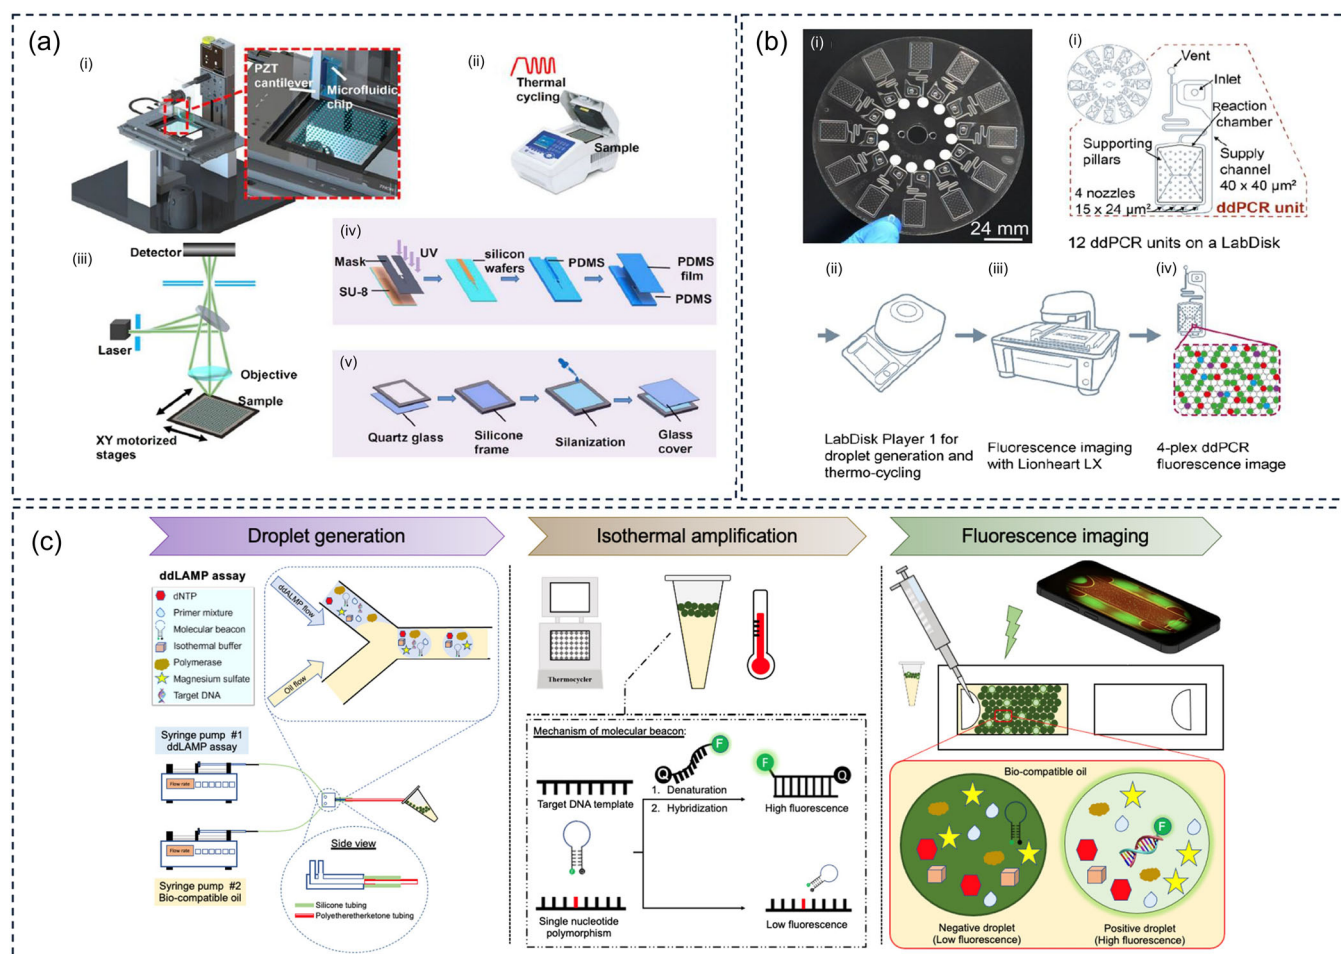 (a)
(i)
PZT
cantilever
Microfluidic
chip
(ii)
Thermal
cycling
Sample
(iii)
Detector
Laser
Objective
Sample
XY motorized
stages
(iv)
Mask
UV
SU-8
silicon
wafers
PDMS
PDMS
film
PDMS
(v)
Quartz glass
Silicone
frame
Silanization
Glass
cover
(b)
(i)
24 mm
(i)
Vent
Inlet
Reaction
chamber
Supporting
pillars
Supply
channel
40 x 40 µm²
4 nozzles
15 x 24 µm²
ddPCR unit
12 ddPCR units on a LabDisk
(ii)
LabDisk Player 1 for
droplet generation and
thermo-cycling
(iii)
Fluorescence imaging
with Lionheart LX
(iv)
4-plex ddPCR
fluorescence image
(c)
Droplet generation
ddLAMP assay
dNTP
Primer mixture
Molecular beacon
Isothermal buffer
Polymerase
Magnesium sulfate
Target DNA
ddALMP flow
Oil flow
Syringe pump #1
ddLAMP assay
Flow rate
Flow rate
Syringe pump #2
Bio-compatible oil
Side view
Silicone tubing
Polyetheretherketone tubing
Isothermal amplification
Thermocycler
Mechanism of molecular beacon:
Target DNA template
Q
F
1. Denaturation
2. Hybridization
F
Q
High fluorescence
Single nucleotide
polymorphism
Low fluorescence
Fluorescence imaging
Bio-compatible oil
F
Negative droplet
(Low fluorescence)
Positive droplet
(High fluorescence)